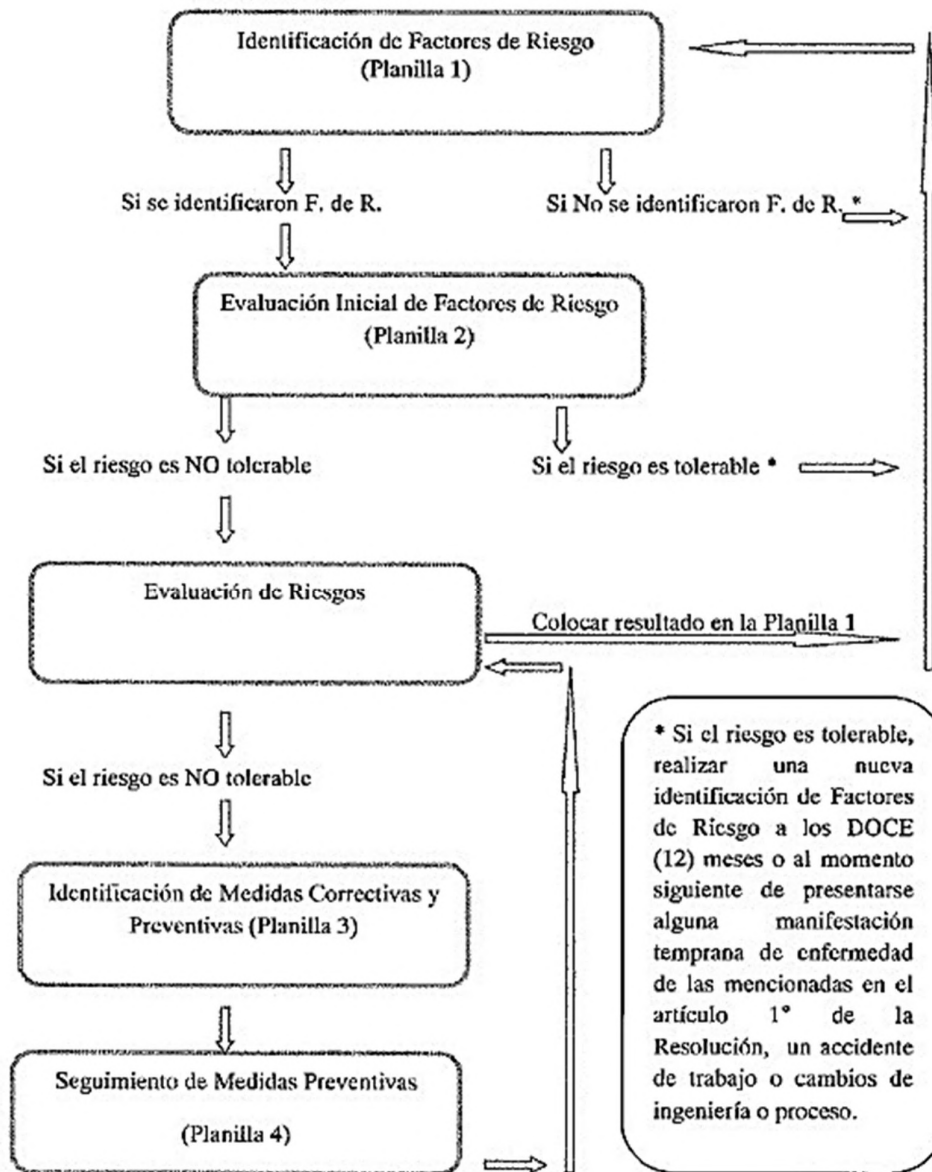 Identificación de Factores de Riesgo
(Planilla 1)
Si se identificaron F. de R.
Si No se identificaron F. de R. *
Evaluación Inicial de Factores de Riesgo
(Planilla 2)
Si el riesgo es NO tolerable
Si el riesgo es tolerable *
Evaluación de Riesgos
Colocar resultado en la Planilla 1
Si el riesgo es NO tolerable
Identificación de Medidas Correctivas y
Preventivas (Planilla 3)
Seguimiento de Medidas Preventivas
(Planilla 4)
* Si el riesgo es tolerable,
realizar una nueva
identificación de Factores
de Riesgo a los DOCE
(12) meses o al momento
siguiente de presentarse
alguna manifestación
temprana de enfermedad
de las mencionadas en el
artículo 1° de la
Resolución, un accidente
de trabajo o cambios de
ingeniería o proceso.